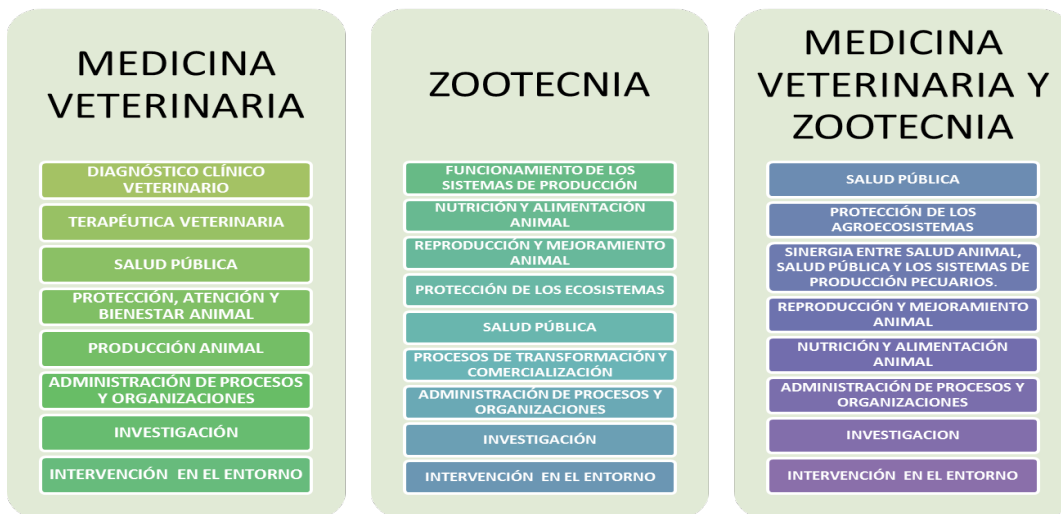 MEDICINA
VETERINARIA
DIAGNÓSTICO CLÍNICO
VETERINARIO
TERAPÉUTICA VETERINARIA
SALUD PÚBLICA
PROTECCIÓN, ATENCIÓN Y
BIENESTAR ANIMAL
PRODUCCIÓN ANIMAL
ADMINISTRACIÓN DE PROCESOS
Y ORGANIZACIONES
INVESTIGACIÓN
INTERVENCIÓN EN EL ENTORNO
ZOOTECNIA
FUNCIONAMIENTO DE LOS
SISTEMAS DE PRODUCCIÓN
NUTRICIÓN Y ALIMENTACIÓN
ANIMAL
REPRODUCCIÓN Y MEJORAMIENTO
ANIMAL
PROTECCIÓN DE LOS ECOSISTEMAS
SALUD PÚBLICA
PROCESOS DE TRANSFORMACIÓN Y
COMERCIALIZACIÓN
ADMINISTRACIÓN DE PROCESOS Y
ORGANIZACIONES
INVESTIGACIÓN
INTERVENCIÓN EN EL ENTORNO
MEDICINA
VETERINARIA Y
ZOOTECNIA
SALUD PÚBLICA
PROTECCIÓN DE LOS
AGROECOSISTEMAS
SINERGIA ENTRE SALUD ANIMAL,
SALUD PÚBLICA Y LOS SISTEMAS DE
PRODUCCIÓN PECUARIOS.
REPRODUCCIÓN Y MEJORAMIENTO
ANIMAL
NUTRICIÓN Y ALIMENTACIÓN
ANIMAL
ADMINISTRACIÓN DE PROCESOS Y
ORGANIZACIONES
INVESTIGACION
INTERVENCIÓN EN EL ENTORNO